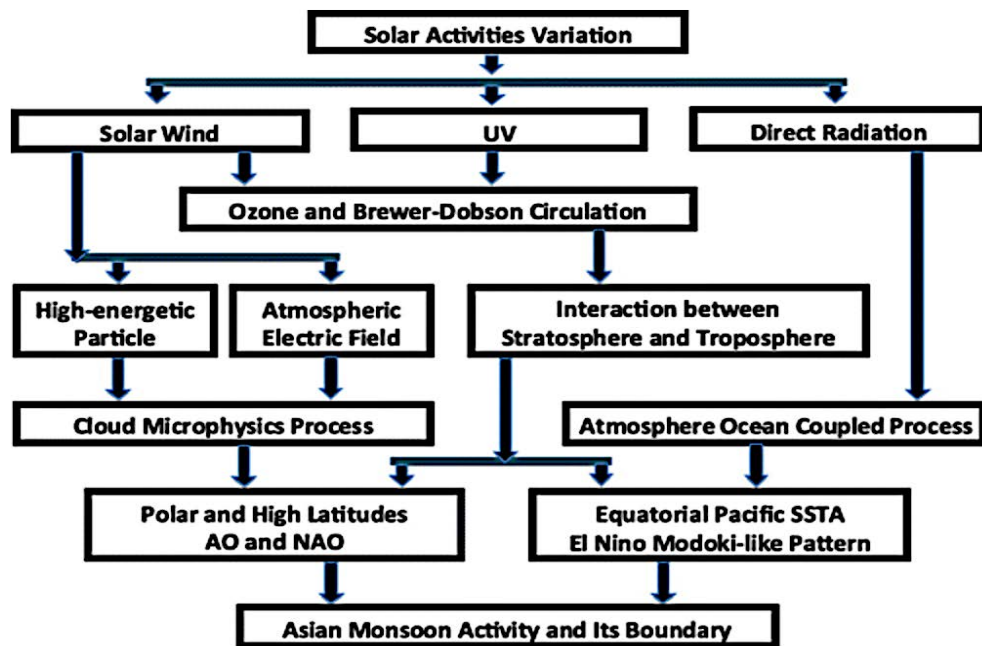 Solar Activities Variation
Solar Wind
UV
Direct Radiation
Ozone and Brewer-Dobson Circulation
High-energetic
Particle
Atmospheric
Electric Field
Interaction between
Stratosphere and Troposphere
Cloud Microphysics Process
Atmosphere Ocean Coupled Process
Polar and High Latitudes
AO and NAO
Equatorial Pacific SSTA
El Nino Modoki-like Pattern
Asian Monsoon Activity and Its Boundary